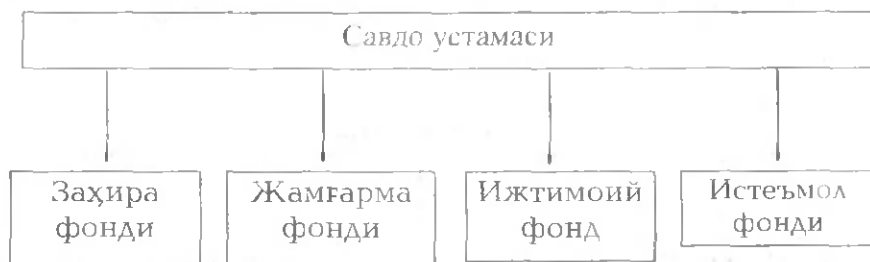 Савдо устамаси
Заҳира
фонди
Жамғарма
фонди
Ижтимоий
фонд
Истеъмол
фонди